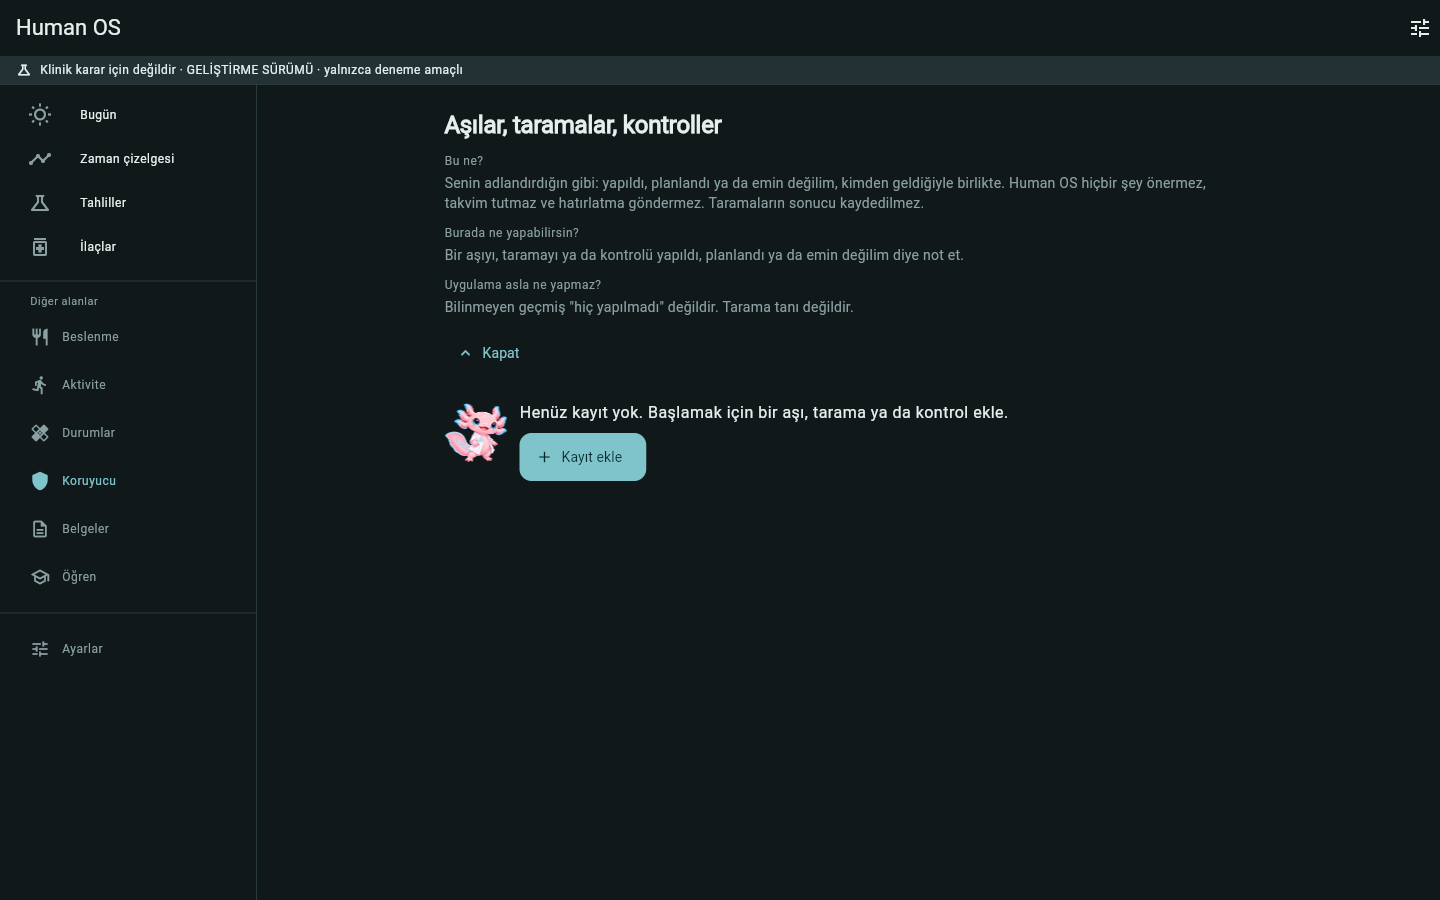 Human OS
Klinik karar için değildir · GELİŞTİRME SÜRÜMÜ · yalnızca deneme amaçlı
Bugün
Zaman çizelgesi
Tahliller
İlaçlar
Diğer alanlar
Beslenme
Aktivite
Durumlar
Koruyucu
Belgeler
Öğren
Ayarlar
Aşılar, taramalar, kontroller
Bu ne?
Senin adlandırdığın gibi: yapıldı, planlandı ya da emin değilim, kimden geldiğiyle birlikte. Human OS hiçbir şey önermez,
takvim tutmaz ve hatırlatma göndermez. Taramaların sonucu kaydedilmez.
Burada ne yapabilirsin?
Bir aşıyı, taramayı ya da kontrolü yapıldı, planlandı ya da emin değilim diye not et.
Uygulama asla ne yapmaz?
Bilinmeyen geçmiş "hiç yapılmadı" değildir. Tarama tanı değildir.
Kapat
Henüz kayıt yok. Başlamak için bir aşı, tarama ya da kontrol ekle.
Kayıt ekle